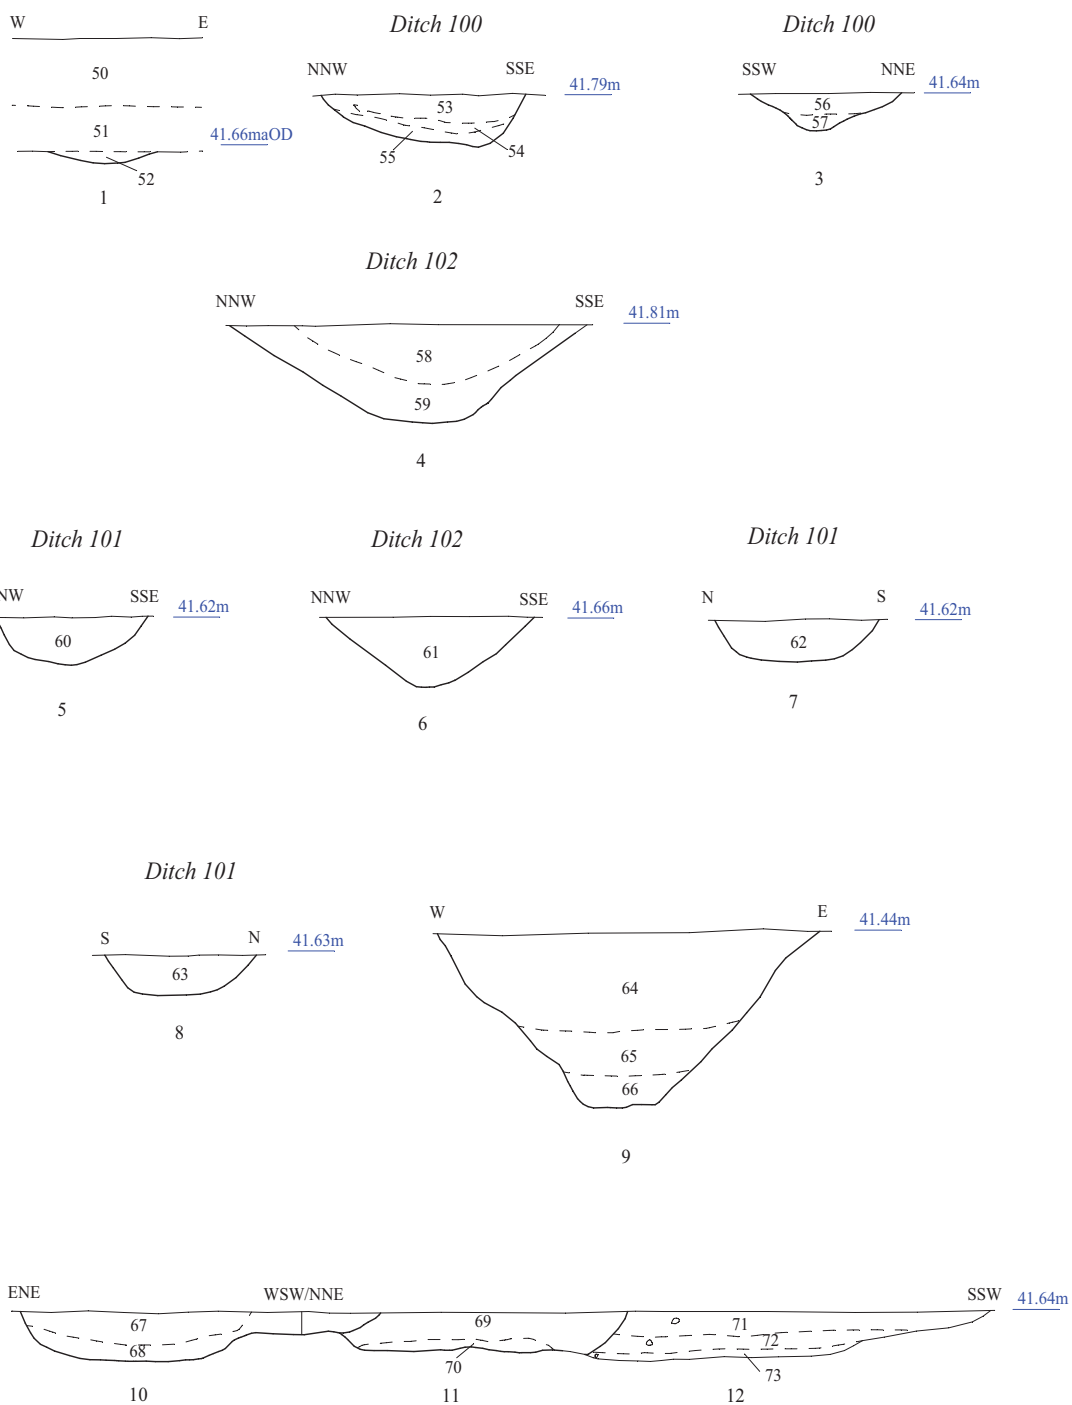 W E
50
51
41.66maOD
52
1
Ditch 100
NNW SSE 41.79m
53
55 54
2
Ditch 100
SSW NNE 41.64m
56
57
3
Ditch 102
NNW SSE 41.81m
58
59
4
Ditch 101
NW SSE 41.62m
60
5
Ditch 102
NNW SSE 41.66m
61
6
Ditch 101
N S 41.62m
62
7
Ditch 101
S N 41.63m
63
8
W E 41.44m
64
65
66
9
ENE WSW/NNE SSW 41.64m
67 69 71
68 72
70 73
10 11 12